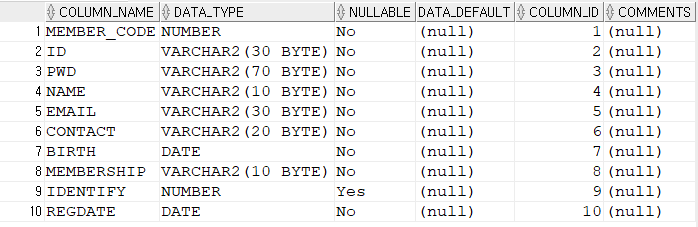 COLUMN_NAME DATA_TYPE NULLABLE DATA_DEFAULT COLUMN_ID COMMENTS
1 MEMBER_CODE NUMBER No (null) 1 (null)
2 ID VARCHAR2(30 BYTE) No (null) 2 (null)
3 PWD VARCHAR2(70 BYTE) No (null) 3 (null)
4 NAME VARCHAR2(10 BYTE) No (null) 4 (null)
5 EMAIL VARCHAR2(30 BYTE) No (null) 5 (null)
6 CONTACT VARCHAR2(20 BYTE) No (null) 6 (null)
7 BIRTH DATE No (null) 7 (null)
8 MEMBERSHIP VARCHAR2(10 BYTE) No (null) 8 (null)
9 IDENTIFY NUMBER Yes (null) 9 (null)
10 REGDATE DATE No (null) 10 (null)